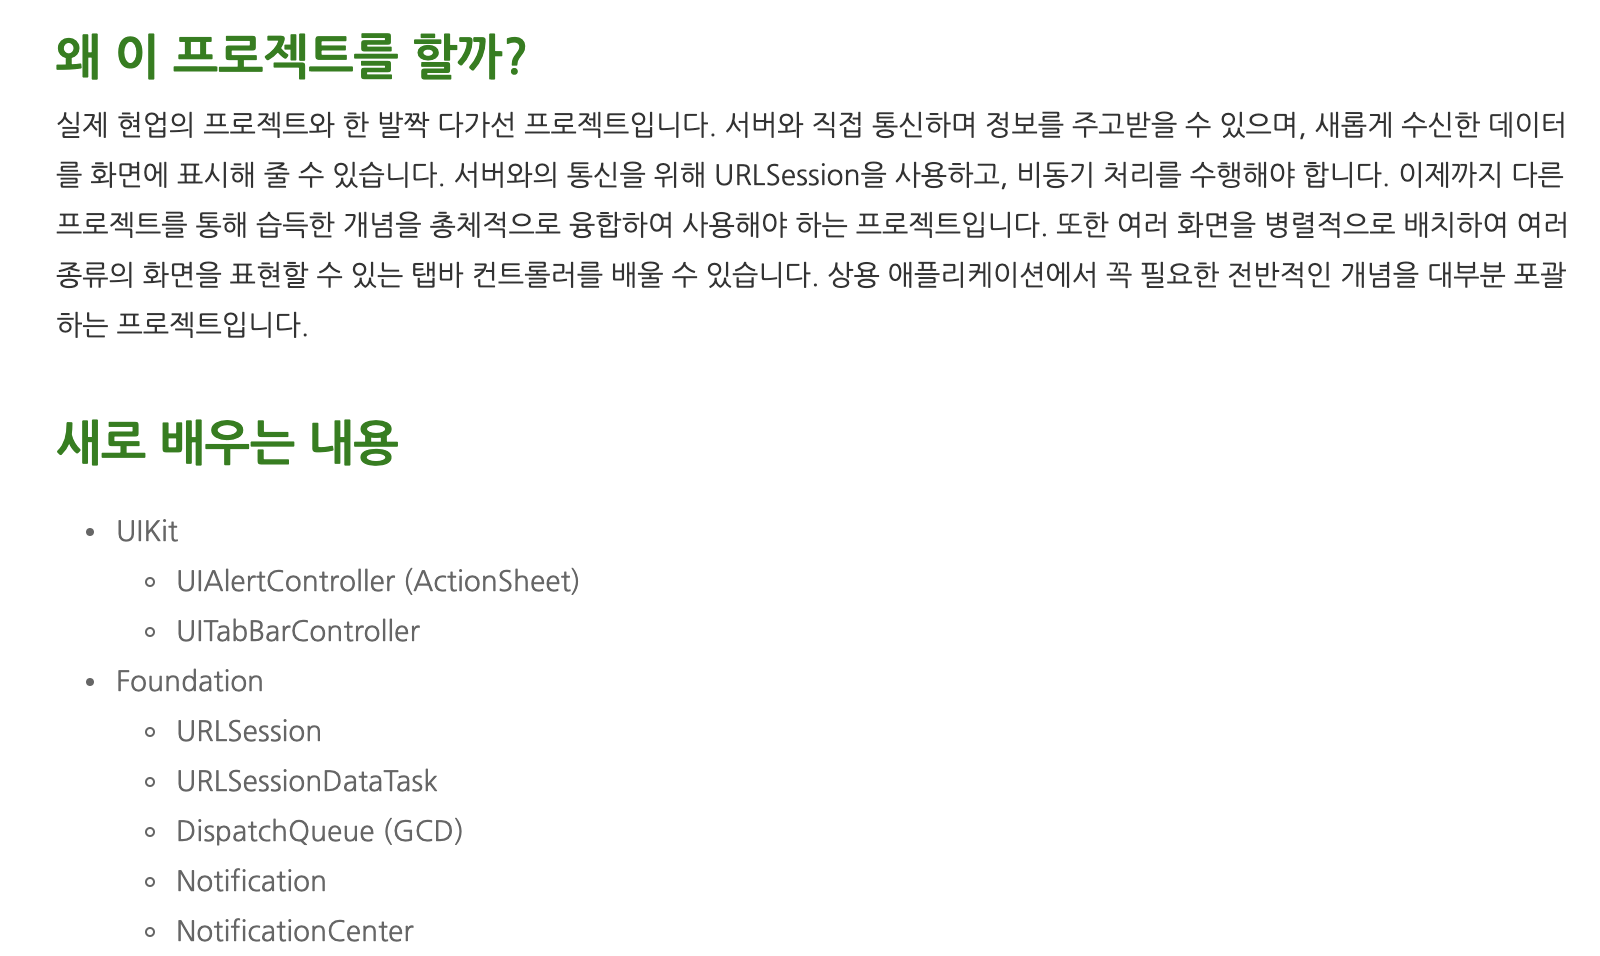 왜 이 프로젝트를 할까?
실제 현업의 프로젝트와 한 발짝 다가선 프로젝트입니다. 서버와 직접 통신하며 정보를 주고받을 수 있으며, 새롭게 수신한 데이터
를 화면에 표시해 줄 수 있습니다. 서버와의 통신을 위해 URLSession을 사용하고, 비동기 처리를 수행해야 합니다. 이제까지 다른
프로젝트를 통해 습득한 개념을 총체적으로 융합하여 사용해야 하는 프로젝트입니다. 또한 여러 화면을 병렬적으로 배치하여 여러
종류의 화면을 표현할 수 있는 탭바 컨트롤러를 배울 수 있습니다. 상용 애플리케이션에서 꼭 필요한 전반적인 개념을 대부분 포괄
하는 프로젝트입니다.
새로 배우는 내용
• UIKit
◦ UIAlertController (ActionSheet)
◦ UITabBarController
• Foundation
◦ URLSession
◦ URLSessionDataTask
◦ DispatchQueue (GCD)
◦ Notification
◦ NotificationCenter